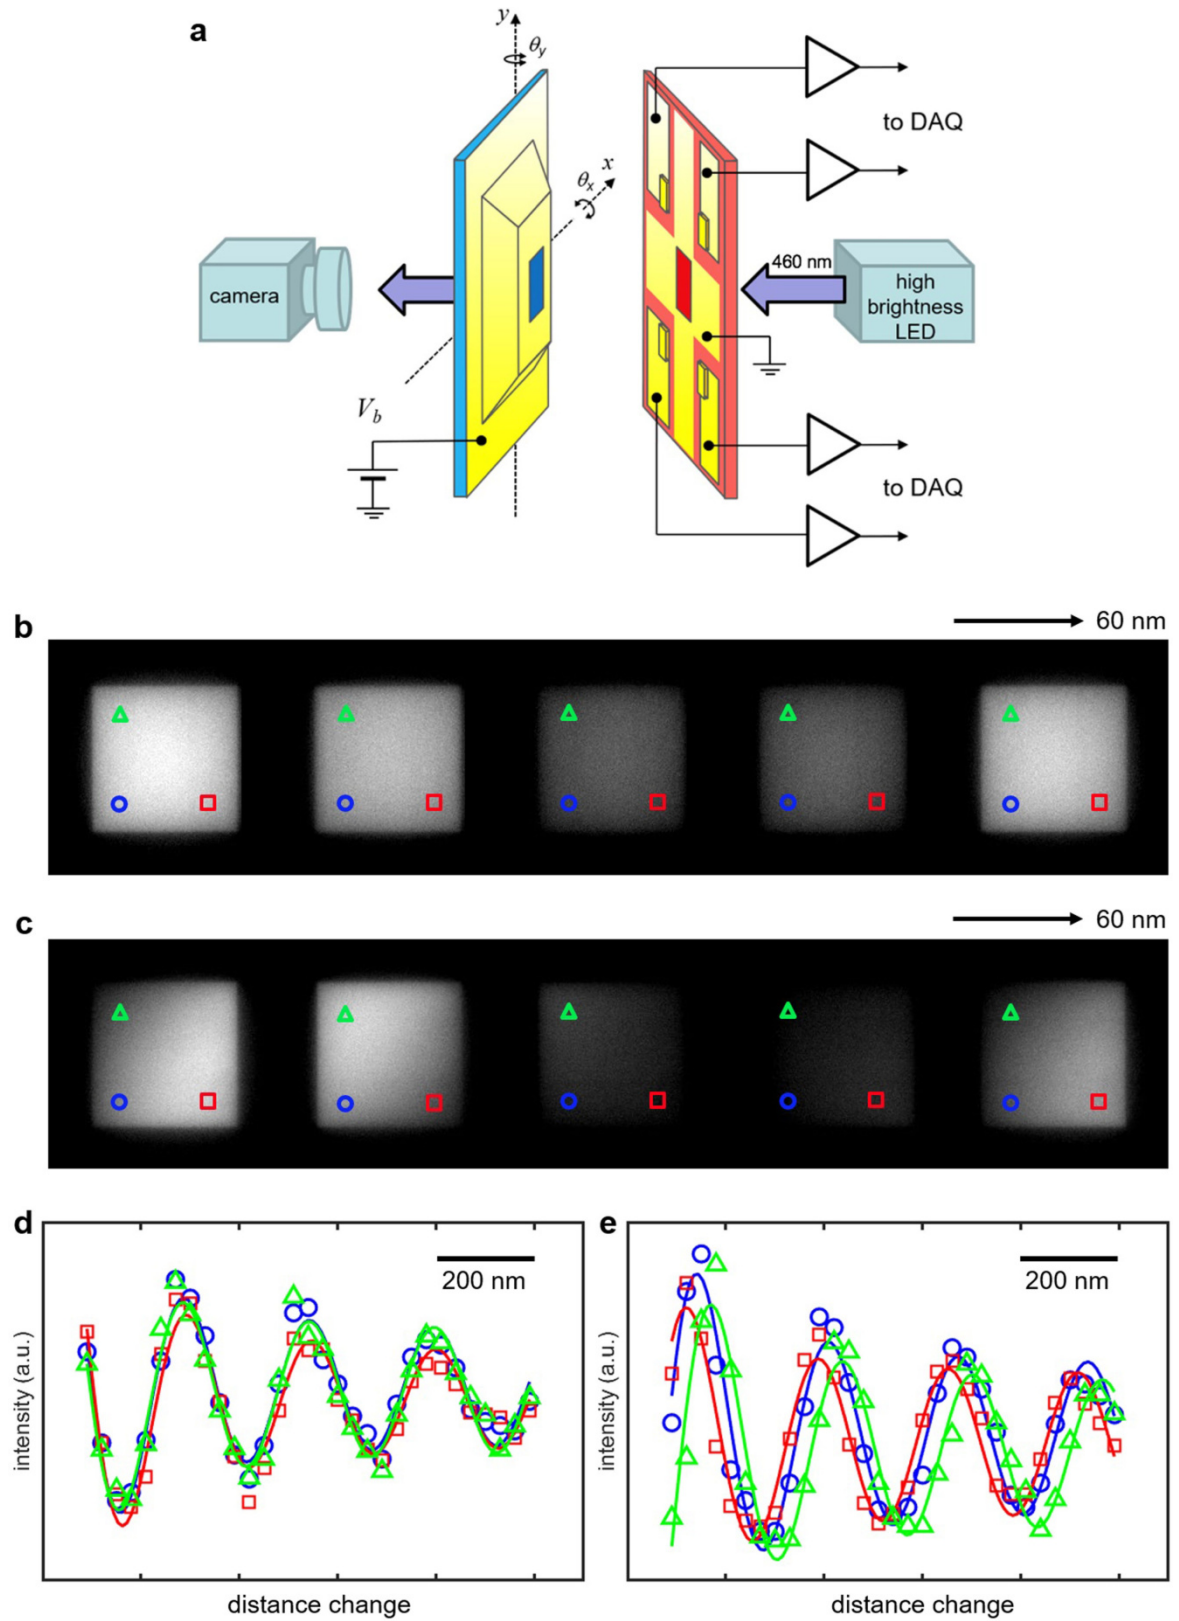 a
y
θy
to DAQ
x
θx
camera
460 nm
high
brightness
LED
Vb
to DAQ
b
60 nm
c
60 nm
d
e
200 nm
200 nm
intensity (a.u.)
intensity (a.u.)
distance change
distance change